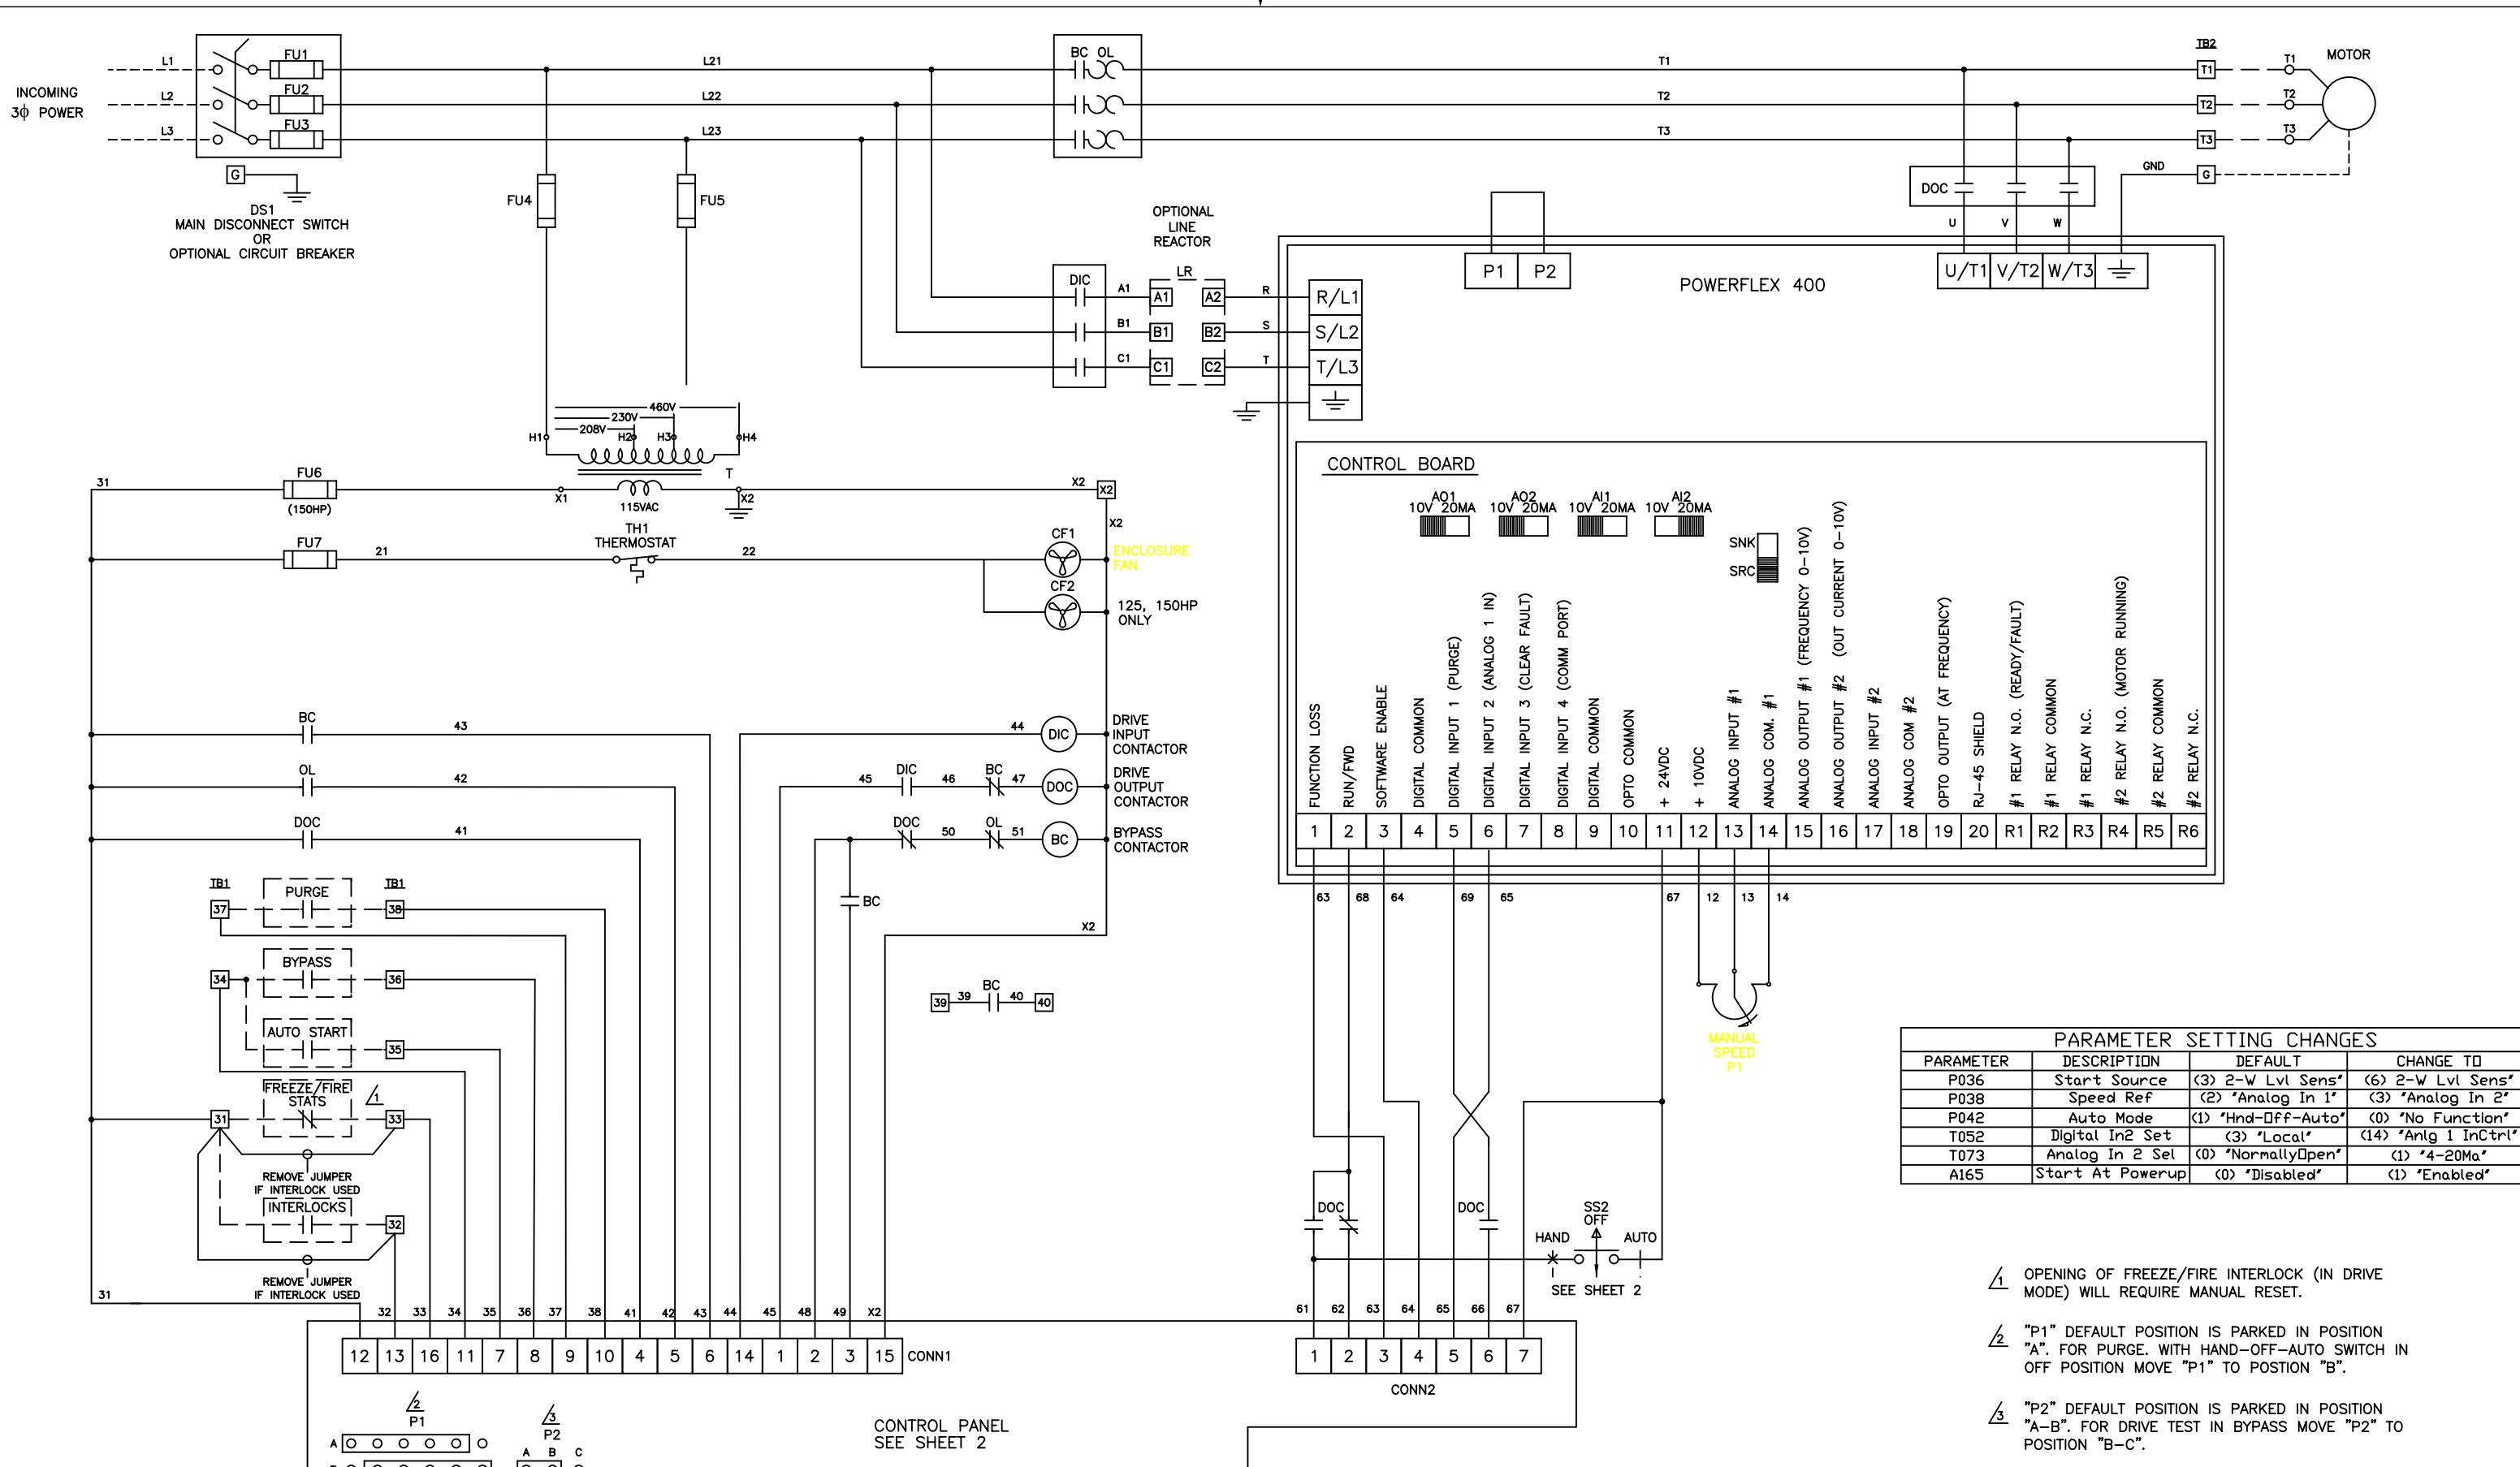 INCOMING
3ϕ POWER
L1
L2
L3
FU1
FU2
FU3
G
DS1
MAIN DISCONNECT SWITCH
OR
OPTIONAL CIRCUIT BREAKER
L21
L22
L23
FU4
FU5
BC OL
T1
T2
T3
TB2
T1
T2
T3
G
T1
T2
T3
MOTOR
GND
DOC
U
V
W
OPTIONAL
LINE
REACTOR
DIC
A1
B1
C1
LR
A1
B1
C1
A2
B2
C2
R
S
T
R/L1
S/L2
T/L3
P1
P2
POWERFLEX 400
U/T1
V/T2
W/T3
460V
230V
208V
H1
H2
H3
H4
T
X1
115VAC
X2
31
FU6
(150HP)
X2
X2
X2
FU7
21
TH1
THERMOSTAT
22
CF1
ENCLOSURE
FAN
CF2
125, 150HP
ONLY
BC
43
44
DIC
DRIVE
INPUT
CONTACTOR
OL
42
45
DIC
46
BC
47
DOC
DRIVE
OUTPUT
CONTACTOR
DOC
41
DOC
50
OL
51
BC
BYPASS
CONTACTOR
BC
X2
TB1
PURGE
TB1
37
38
BYPASS
34
36
AUTO START
35
FREEZE/FIRE
STATS
1
31
33
REMOVE JUMPER
IF INTERLOCK USED
INTERLOCKS
32
REMOVE JUMPER
IF INTERLOCK USED
39
39
BC
40
40
31
32
33
34
35
36
37
38
41
42
43
44
45
48
49
X2
12
13
16
11
7
8
9
10
4
5
6
14
1
2
3
15
CONN1
2
P1
3
P2
A
A B C
CONTROL PANEL
SEE SHEET 2
CONTROL BOARD
AO1
10V 20MA
AO2
10V 20MA
AI1
10V 20MA
AI2
10V 20MA
SNK
SRC
FUNCTION LOSS
RUN/FWD
SOFTWARE ENABLE
DIGITAL COMMON
DIGITAL INPUT 1 (PURGE)
DIGITAL INPUT 2 (ANALOG 1 IN)
DIGITAL INPUT 3 (CLEAR FAULT)
DIGITAL INPUT 4 (COMM PORT)
DIGITAL COMMON
OPTO COMMON
+ 24VDC
+ 10VDC
ANALOG INPUT #1
ANALOG COM. #1
ANALOG OUTPUT #1 (FREQUENCY 0-10V)
ANALOG OUTPUT #2 (OUT CURRENT 0-10V)
ANALOG INPUT #2
ANALOG COM #2
OPTO OUTPUT (AT FREQUENCY)
RJ-45 SHIELD
#1 RELAY N.O. (READY/FAULT)
#1 RELAY COMMON
#1 RELAY N.C.
#2 RELAY N.O. (MOTOR RUNNING)
#2 RELAY COMMON
#2 RELAY N.C.
1
2
3
4
5
6
7
8
9
10
11
12
13
14
15
16
17
18
19
20
R1
R2
R3
R4
R5
R6
63
68
64
69
65
67
12
13
14
MANUAL
SPEED
P1
DOC
DOC
SS2
OFF
HAND
AUTO
SEE SHEET 2
61
62
63
64
65
66
67
1
2
3
4
5
6
7
CONN2
PARAMETER SETTING CHANGES
PARAMETER DESCRIPTION DEFAULT CHANGE TO
P036 Start Source (3) 2-W Lvl Sens" (6) 2-W Lvl Sens"
P038 Speed Ref (2) "Analog In 1" (3) "Analog In 2"
P042 Auto Mode (1) "Hnd-Off-Auto" (0) "No Function"
T052 Digital In2 Set (3) "Local" (14) "Anlg 1 InCtrl"
T073 Analog In 2 Sel (0) "NormallyOpen" (1) "4-20Ma"
A165 Start At Powerup (0) "Disabled" (1) "Enabled"
1 OPENING OF FREEZE/FIRE INTERLOCK (IN DRIVE
MODE) WILL REQUIRE MANUAL RESET.
2 "P1" DEFAULT POSITION IS PARKED IN POSITION
"A". FOR PURGE. WITH HAND-OFF-AUTO SWITCH IN
OFF POSITION MOVE "P1" TO POSTION "B".
3 "P2" DEFAULT POSITION IS PARKED IN POSITION
"A-B". FOR DRIVE TEST IN BYPASS MOVE "P2" TO
POSITION "B-C".